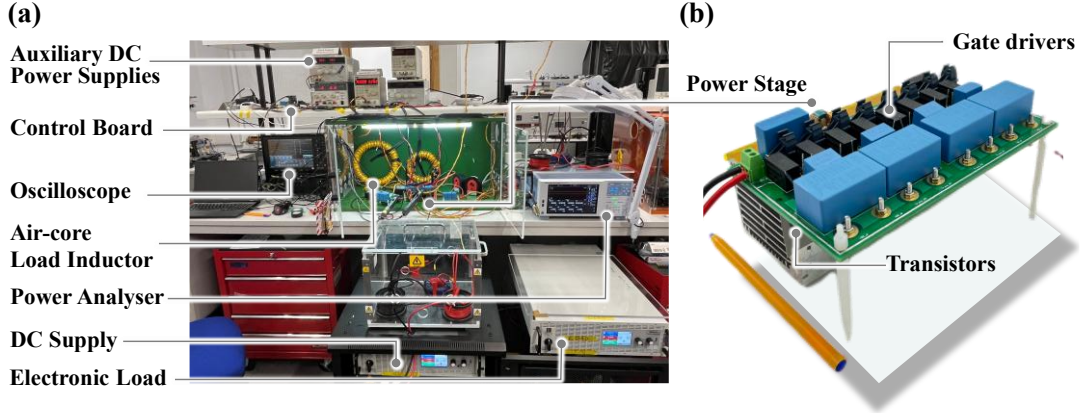 (a)
Auxiliary DC
Power Supplies
Control Board
Oscilloscope
Air-core
Load Inductor
Power Analyser
DC Supply
Electronic Load
(b)
Gate drivers
Power Stage
Transistors